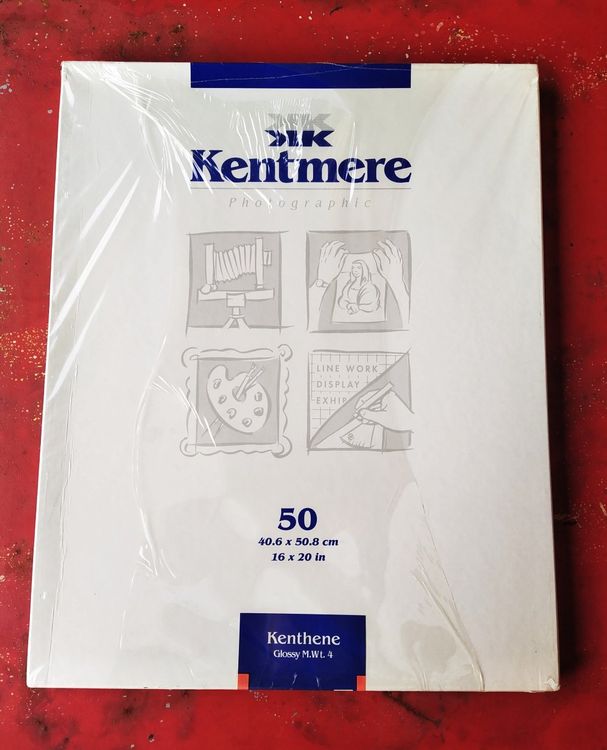 K
Kentmere
Photographic
LINE WORK
DISPLAY
EXHIB
50
40.6 x 50.8 cm
16 x 20 in
Kenthene
Glossy M.Wt. 4